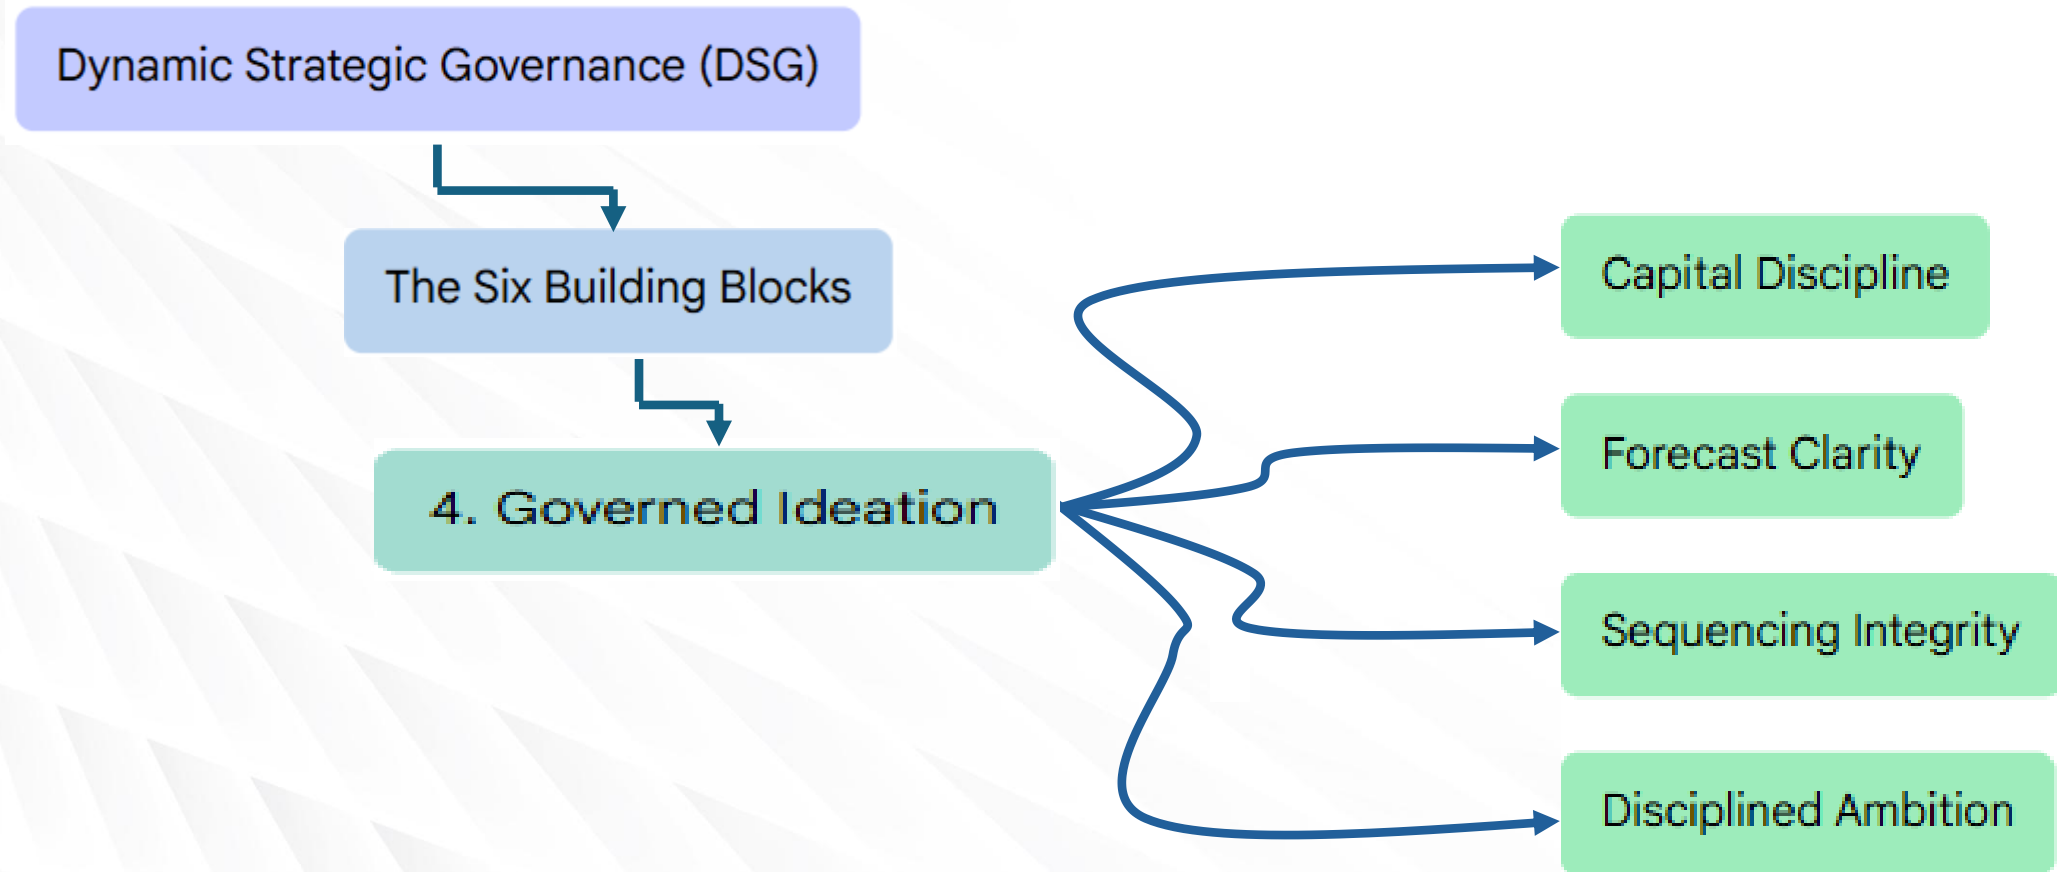 Dynamic Strategic Governance (DSG)
The Six Building Blocks
4. Governed Ideation
Capital Discipline
Forecast Clarity
Sequencing Integrity
Disciplined Ambition